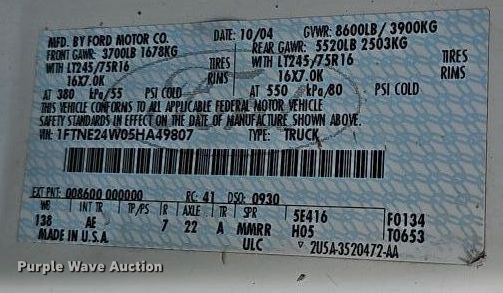 MFD. BY FORD MOTOR CO.
DATE: 10/04
GVWR: 8600LB/ 3900KG
FRONT GAWR: 3700LB 1678KG
REAR GAWR: 5520LB 2503KG
WITH LT245/75R16 TIRES
WITH LT245/75R16 TIRES
16X7.0K RIMS
16X7.0K RIMS
AT 380 kPa/55 PSI COLD
AT 550 kPa/80 PSI COLD
THIS VEHICLE CONFORMS TO ALL APPLICABLE FEDERAL MOTOR VEHICLE
SAFETY STANDARDS IN EFFECT ON THE DATE OF MANUFACTURE SHOWN ABOVE.
VIN: 1FTNE24W05HA49807
TYPE: TRUCK
EXT PNT: 008600 000000 RC: 41 DSO: 0930
WB INT TR TP/PS R AXLE TR SPR 5E416 F0134
138 AE 7 22 A MMRR H05 T0653
MADE IN U.S.A. ULC ▽ 2U5A-3520472-AA
Purple Wave Auction